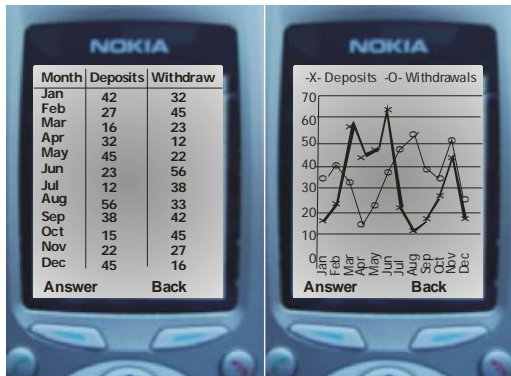 NOKIA
Month Deposits Withdraw
Jan 42 32
Feb 27 45
Mar 16 23
Apr 32 12
May 45 22
Jun 23 56
Jul 12 38
Aug 56 33
Sep 38 42
Oct 15 45
Nov 22 27
Dec 45 16
Answer Back
NOKIA
-X- Deposits -O- Withdrawals
70
60
50
40
30
20
10
0
Jan Feb Mar Apr May Jun Jul Aug Sep Oct Nov Dec
Answer Back